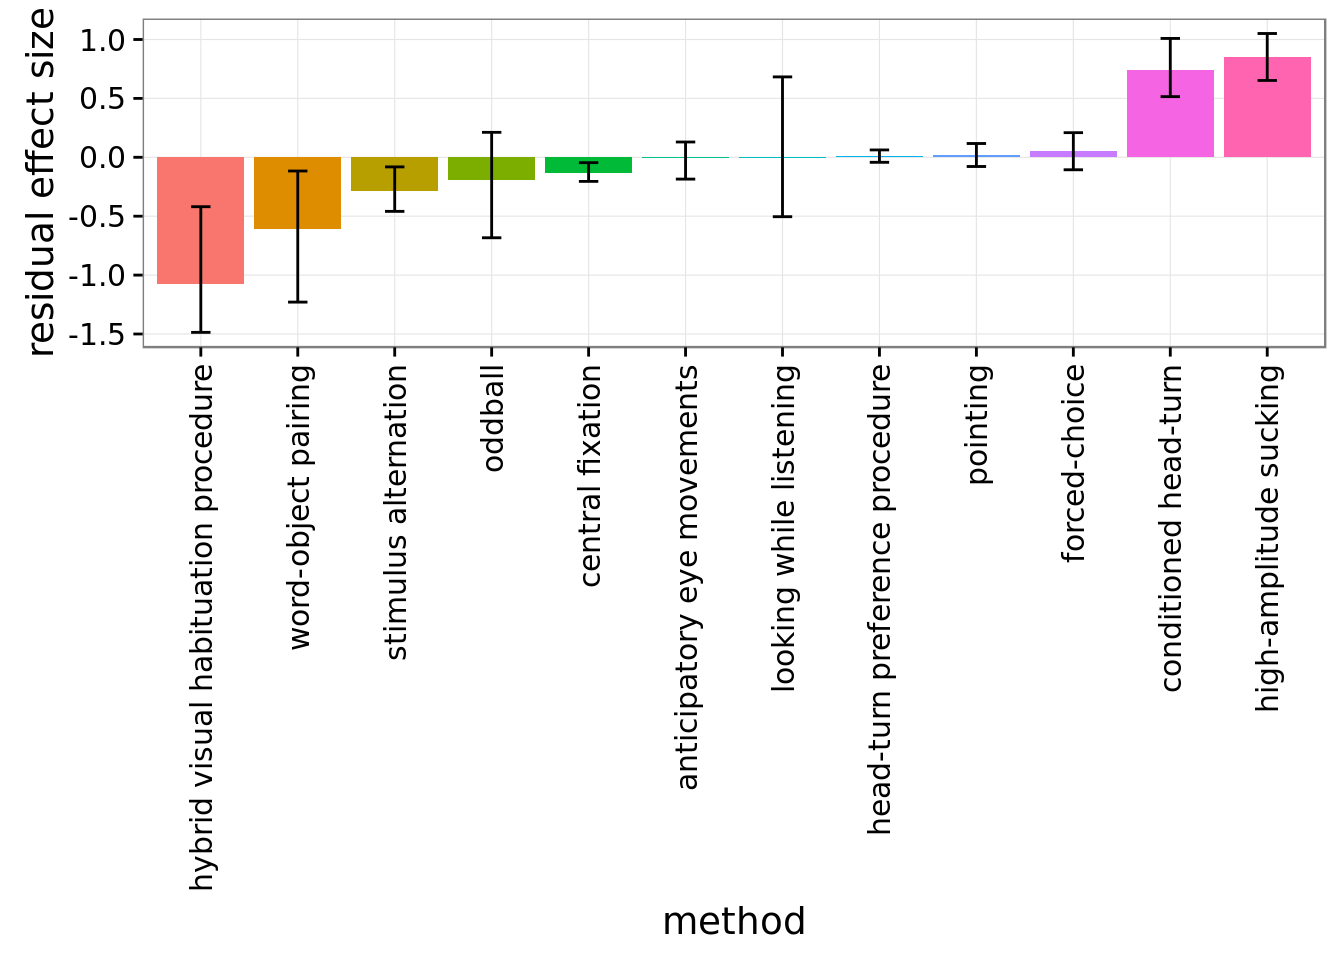 residual effect size
1.0
0.5
0.0
-0.5
-1.0
-1.5
hybrid visual habituation procedure
word-object pairing
stimulus alternation
oddball
central fixation
anticipatory eye movements
looking while listening
head-turn preference procedure
pointing
forced-choice
conditioned head-turn
high-amplitude sucking
method